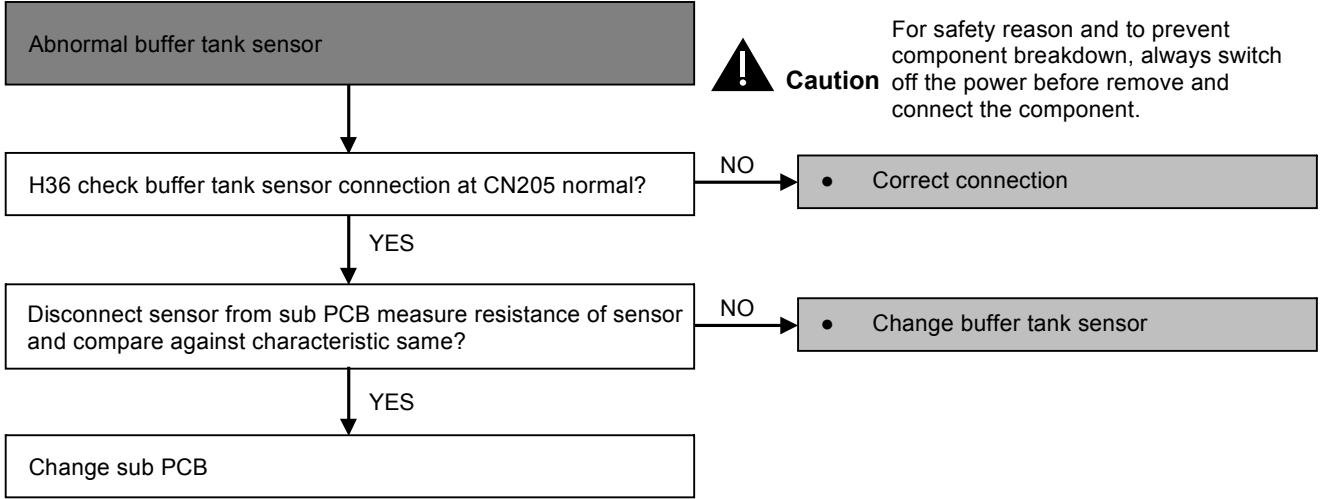 Abnormal buffer tank sensor
For safety reason and to prevent
component breakdown, always switch
Caution off the power before remove and
connect the component.
H36 check buffer tank sensor connection at CN205 normal?
NO
● Correct connection
YES
Disconnect sensor from sub PCB measure resistance of sensor
and compare against characteristic same?
NO
● Change buffer tank sensor
YES
Change sub PCB